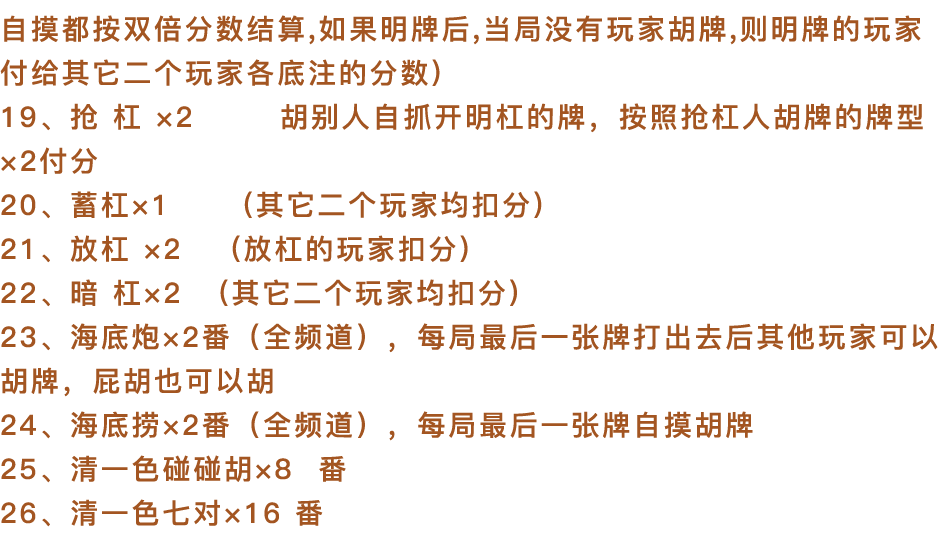 自摸都按双倍分数结算,如果明牌后,当局没有玩家胡牌,则明牌的玩家
付给其它二个玩家各底注的分数）
19、抢 杠 ×2 胡别人自抓开明杠的牌，按照抢杠人胡牌的牌型
×2付分
20、蓄杠×1 （其它二个玩家均扣分）
21、放杠 ×2 （放杠的玩家扣分）
22、暗 杠×2 （其它二个玩家均扣分）
23、海底炮×2番（全频道），每局最后一张牌打出去后其他玩家可以
胡牌，屁胡也可以胡
24、海底捞×2番（全频道），每局最后一张牌自摸胡牌
25、清一色碰碰胡×8 番
26、清一色七对×16 番